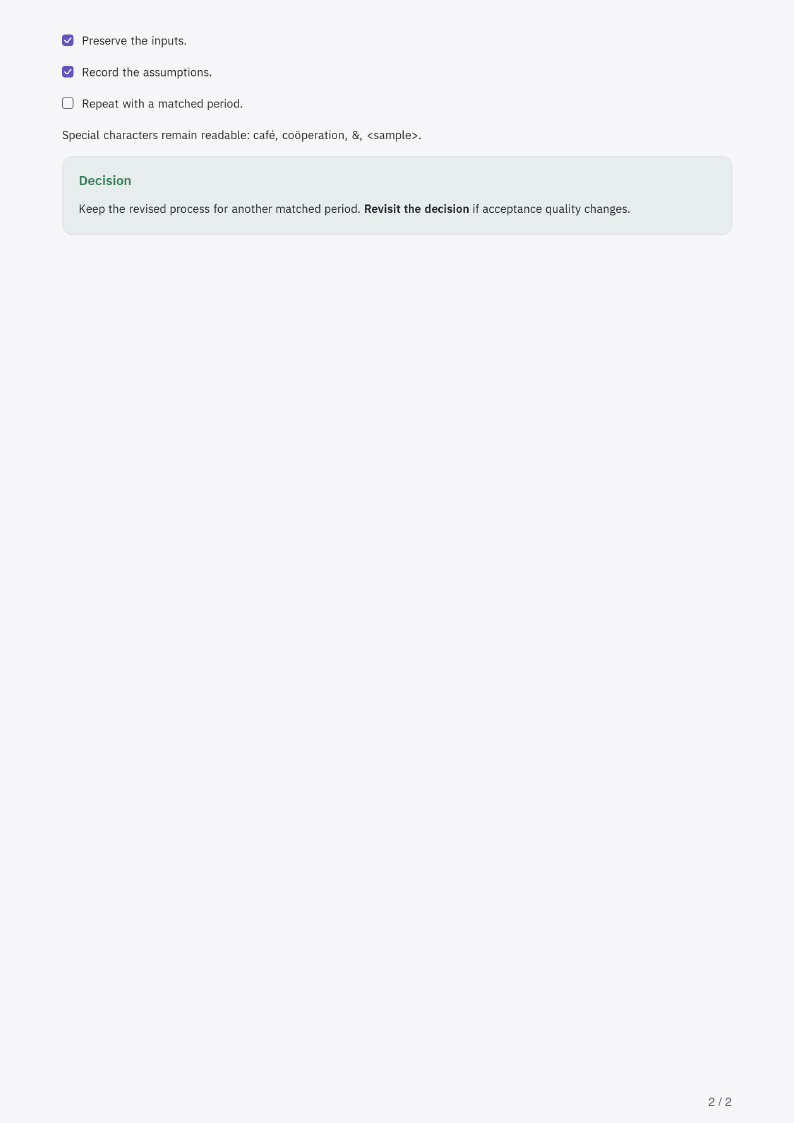 Preserve the inputs.
Record the assumptions.
Repeat with a matched period.
Special characters remain readable: café, coöperation, &, <sample>.
Decision
Keep the revised process for another matched period. Revisit the decision if acceptance quality changes.
2 / 2